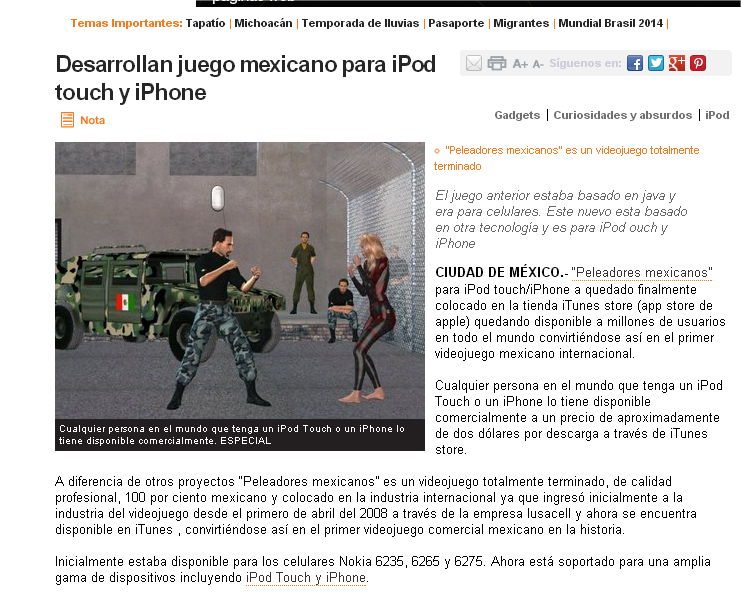 Temas Importantes: Tapatío | Michoacán | Temporada de lluvias | Pasaporte | Migrantes | Mundial Brasil 2014 |
Desarrollan juego mexicano para iPod
touch y iPhone
A+ A- Síguenos en:
Nota
Gadgets | Curiosidades y absurdos | iPod
"Peleadores mexicanos" es un videojuego totalmente
terminado
El juego anterior estaba basado en java y
era para celulares. Este nuevo esta basado
en otra tecnología y es para iPod ouch y
iPhone
CIUDAD DE MÉXICO.- "Peleadores mexicanos"
para iPod touch/iPhone a quedado finalmente
colocado en la tienda iTunes store (app store de
apple) quedando disponible a millones de usuarios
en todo el mundo convirtiéndose así en el primer
videojuego mexicano internacional.
Cualquier persona en el mundo que tenga un iPod
Touch o un iPhone lo tiene disponible
comercialmente a un precio de aproximadamente
de dos dólares por descarga a través de iTunes
store.
Cualquier persona en el mundo que tenga un iPod Touch o un iPhone lo
tiene disponible comercialmente. ESPECIAL
A diferencia de otros proyectos "Peleadores mexicanos" es un videojuego totalmente terminado, de calidad
profesional, 100 por ciento mexicano y colocado en la industria internacional ya que ingresó inicialmente a la
industria del videojuego desde el primero de abril del 2008 a través de la empresa Iusacell y ahora se encuentra
disponible en iTunes , convirtiéndose así en el primer videojuego comercial mexicano en la historia.
Inicialmente estaba disponible para los celulares Nokia 6235, 6265 y 6275. Ahora está soportado para una amplia
gama de dispositivos incluyendo iPod Touch y iPhone.